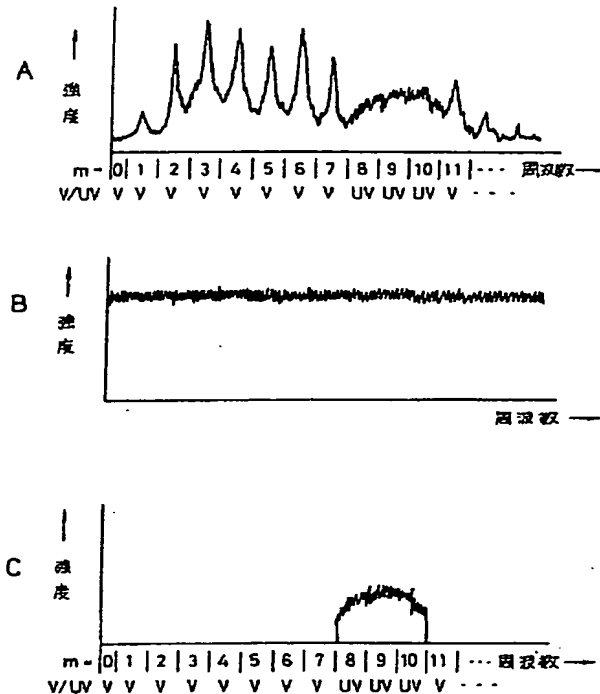 A
強度
m= 0 1 2 3 4 5 6 7 8 9 10 11 --- 周波数
V/UV V V V V V V V V UV UV UV V - - -
B
強度
周波数
C
強度
m= 0 1 2 3 4 5 6 7 8 9 10 11 --- 周波数
V/UV V V V V V V V V UV UV UV V - - - -